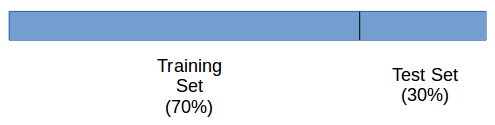 Training
Set
(70%)
Test Set
(30%)